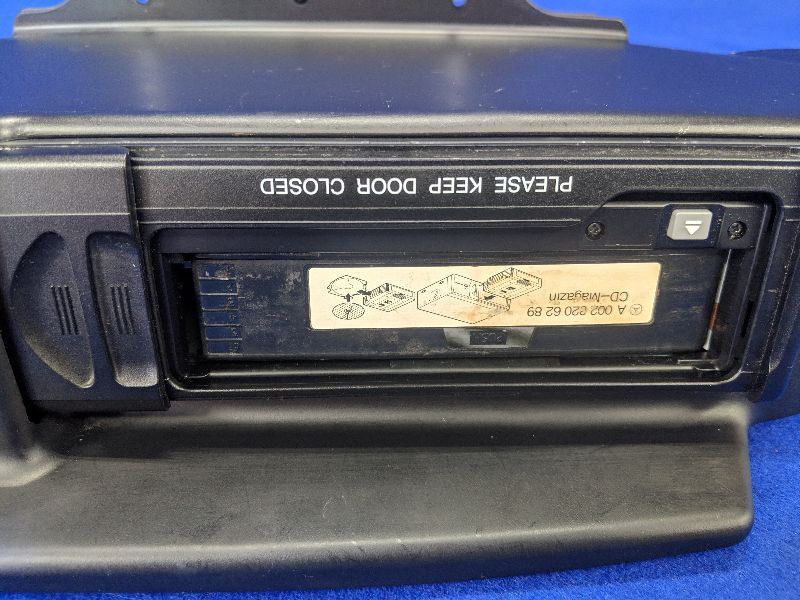 A 002 820 62 89
CD-Magazin
PLEASE KEEP DOOR CLOSED